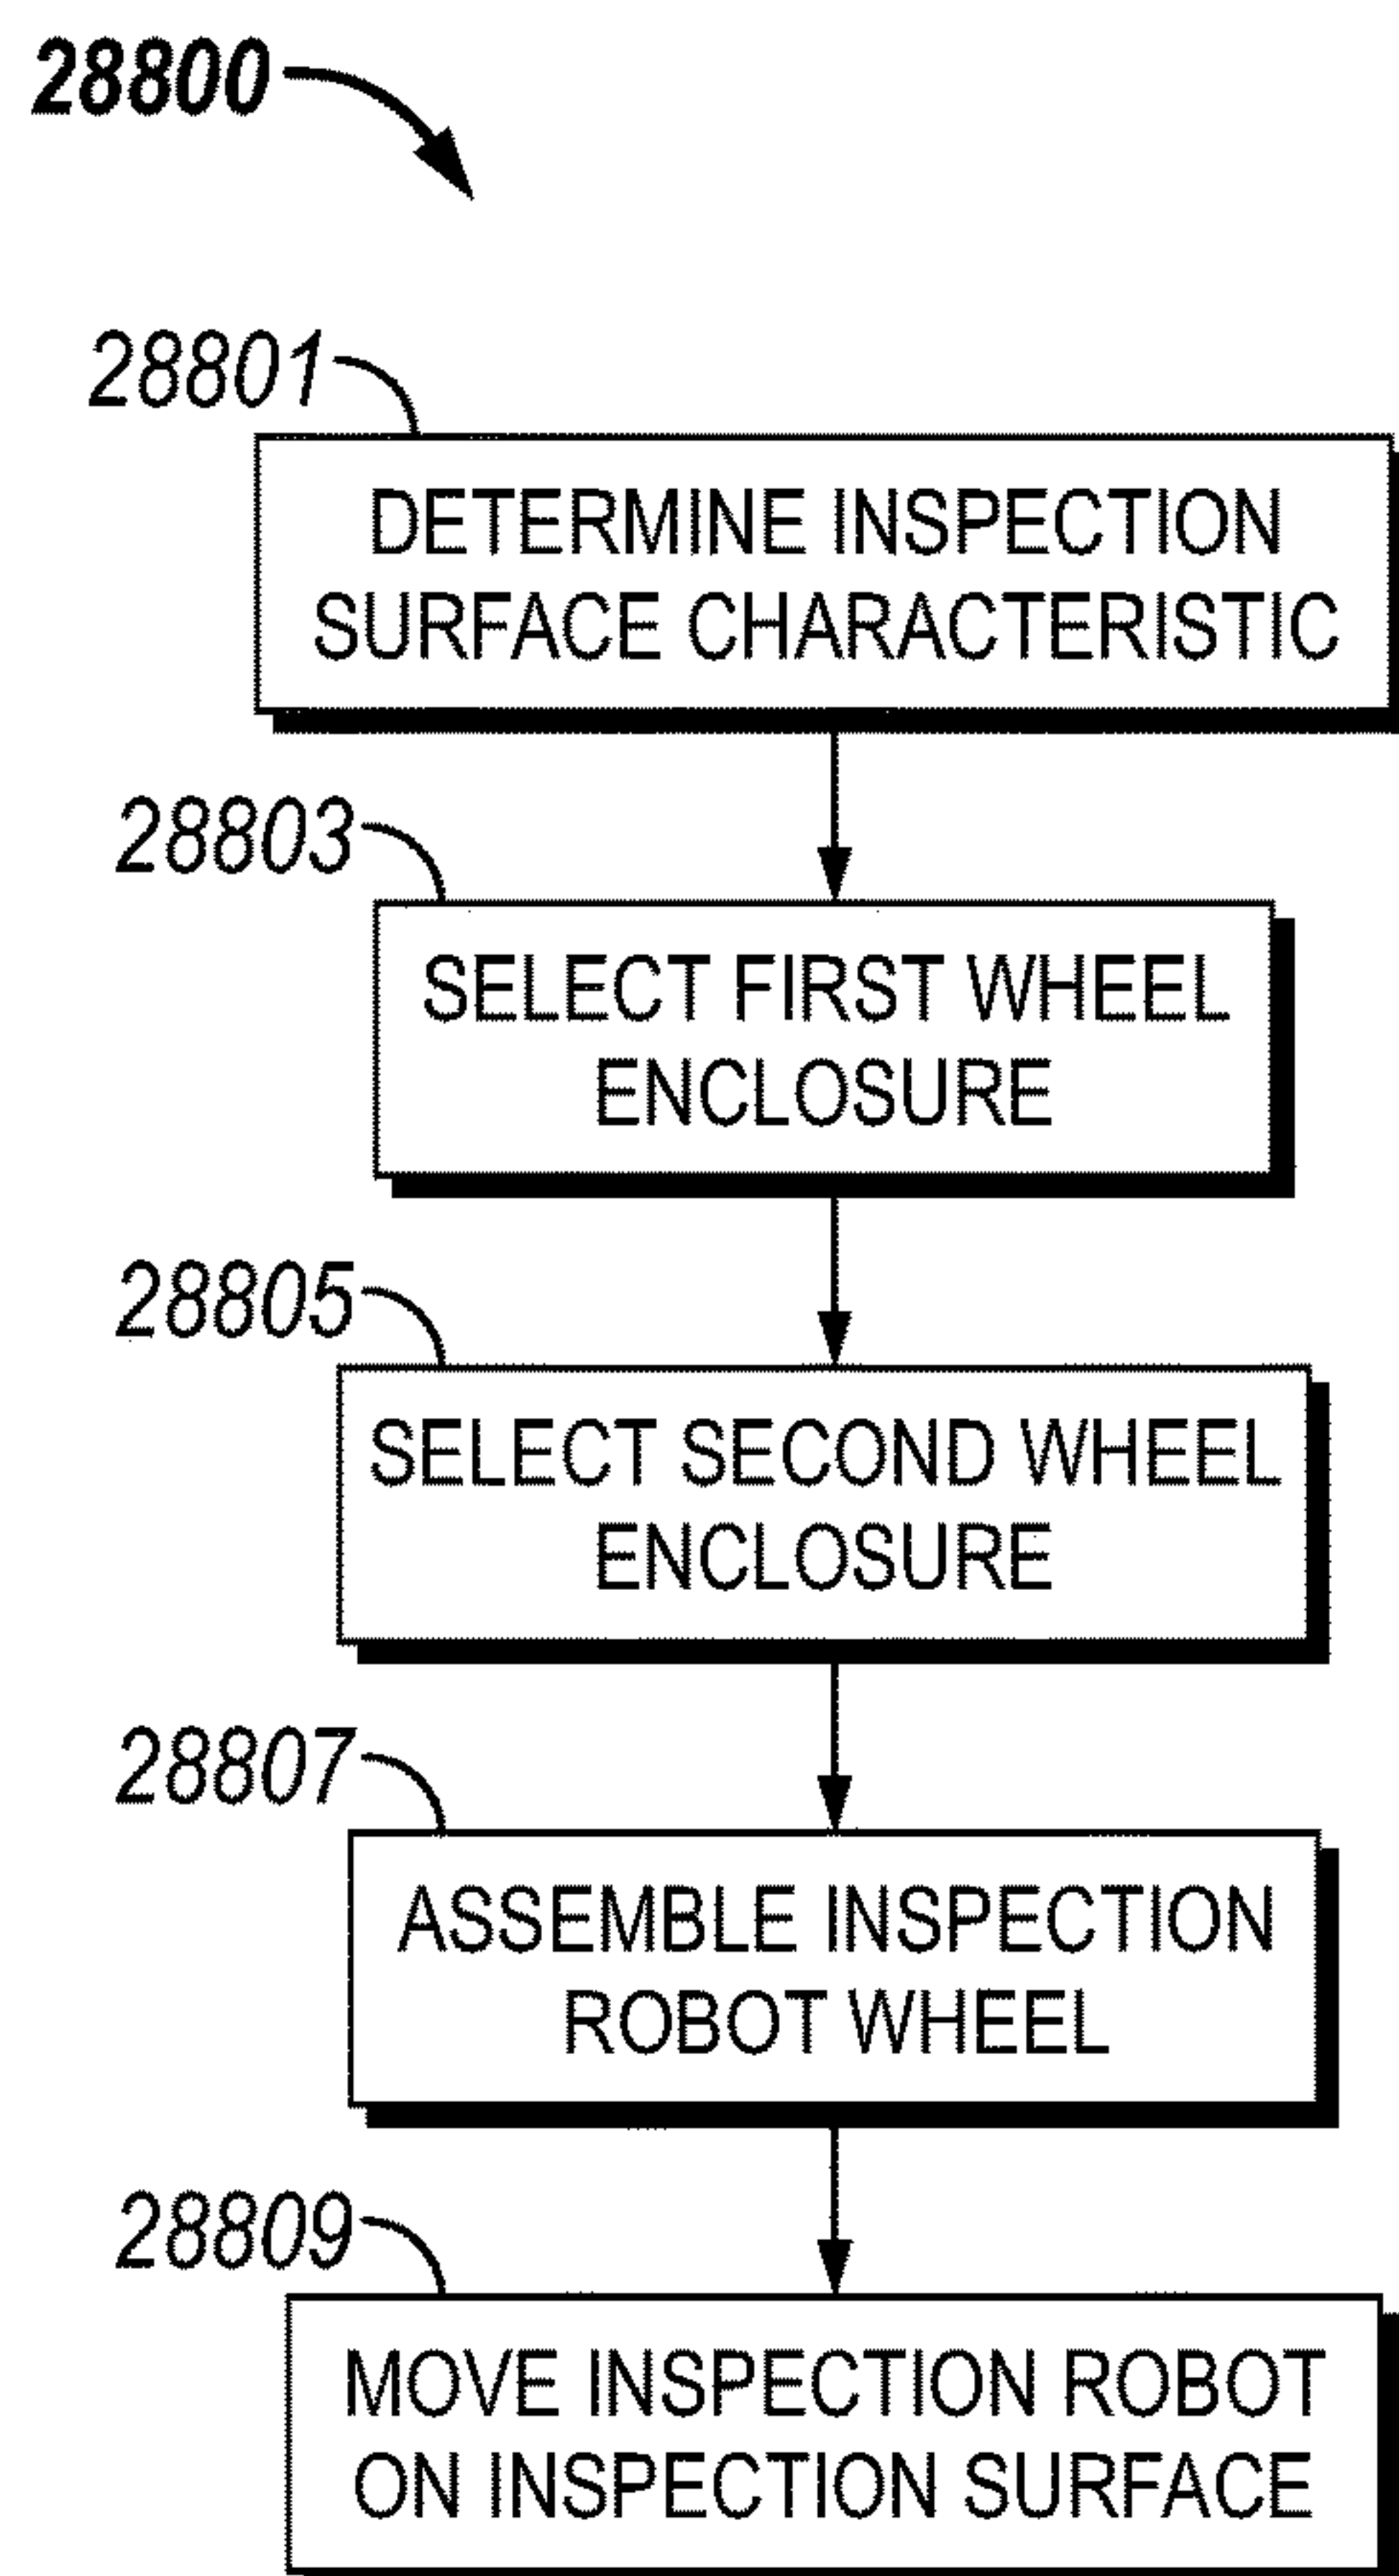 28800
28801
DETERMINE INSPECTION
SURFACE CHARACTERISTIC
28803
SELECT FIRST WHEEL
ENCLOSURE
28805
SELECT SECOND WHEEL
ENCLOSURE
28807
ASSEMBLE INSPECTION
ROBOT WHEEL
28809
MOVE INSPECTION ROBOT
ON INSPECTION SURFACE